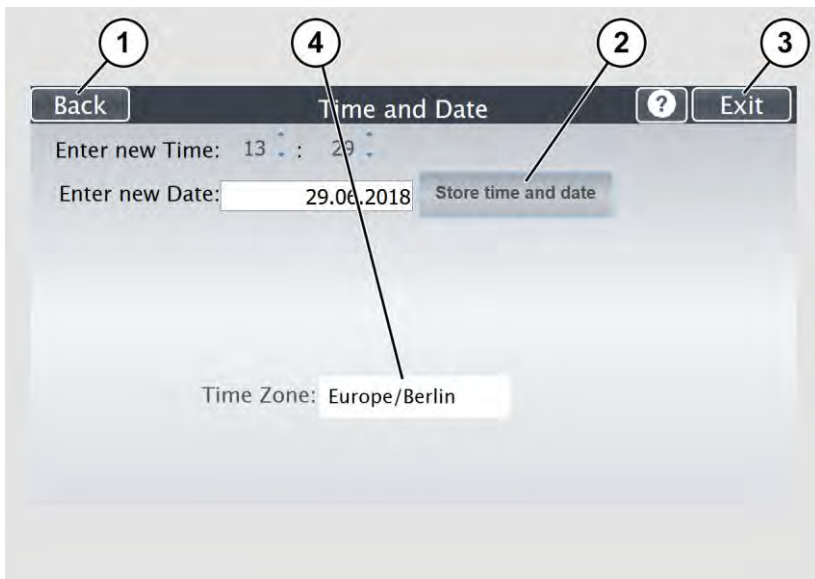 1 4 2 3
Back Time and Date ? Exit
Enter new Time: 13 : 29
Enter new Date: 29.06.2018 Store time and date
Time Zone: Europe/Berlin